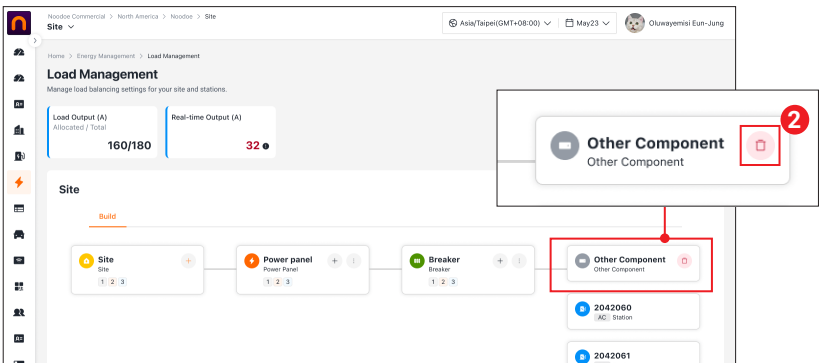 Noodoe Commercial > North America > Noodoe > Site
Site
Asia/Taipei(GMT+08:00)
May23
Oluwayemisi Eun-Jung
Home > Energy Management > Load Management
Load Management
Manage load balancing settings for your site and stations.
Load Output (A)
Allocated / Total
160/180
Real-time Output (A)
32
2
Other Component
Other Component
Site
Build
Site
Site
1 2 3
Power panel
Power Panel
1 2 3
Breaker
Breaker
1 2 3
Other Component
Other Component
2042060
AC Station
2042061